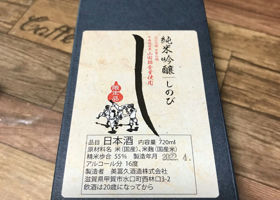 Coffee
純米吟醸 しのび
し
品目 日本酒 内容量 720ml
原材料名 米(国産)、米麹(国産米)
精米歩合 55% 製造年月 2022.4.
アルコール分 16度
製造者 美冨久酒造株式会社
滋賀県甲賀市水口町西林口3-2
飲酒は20歳になってから